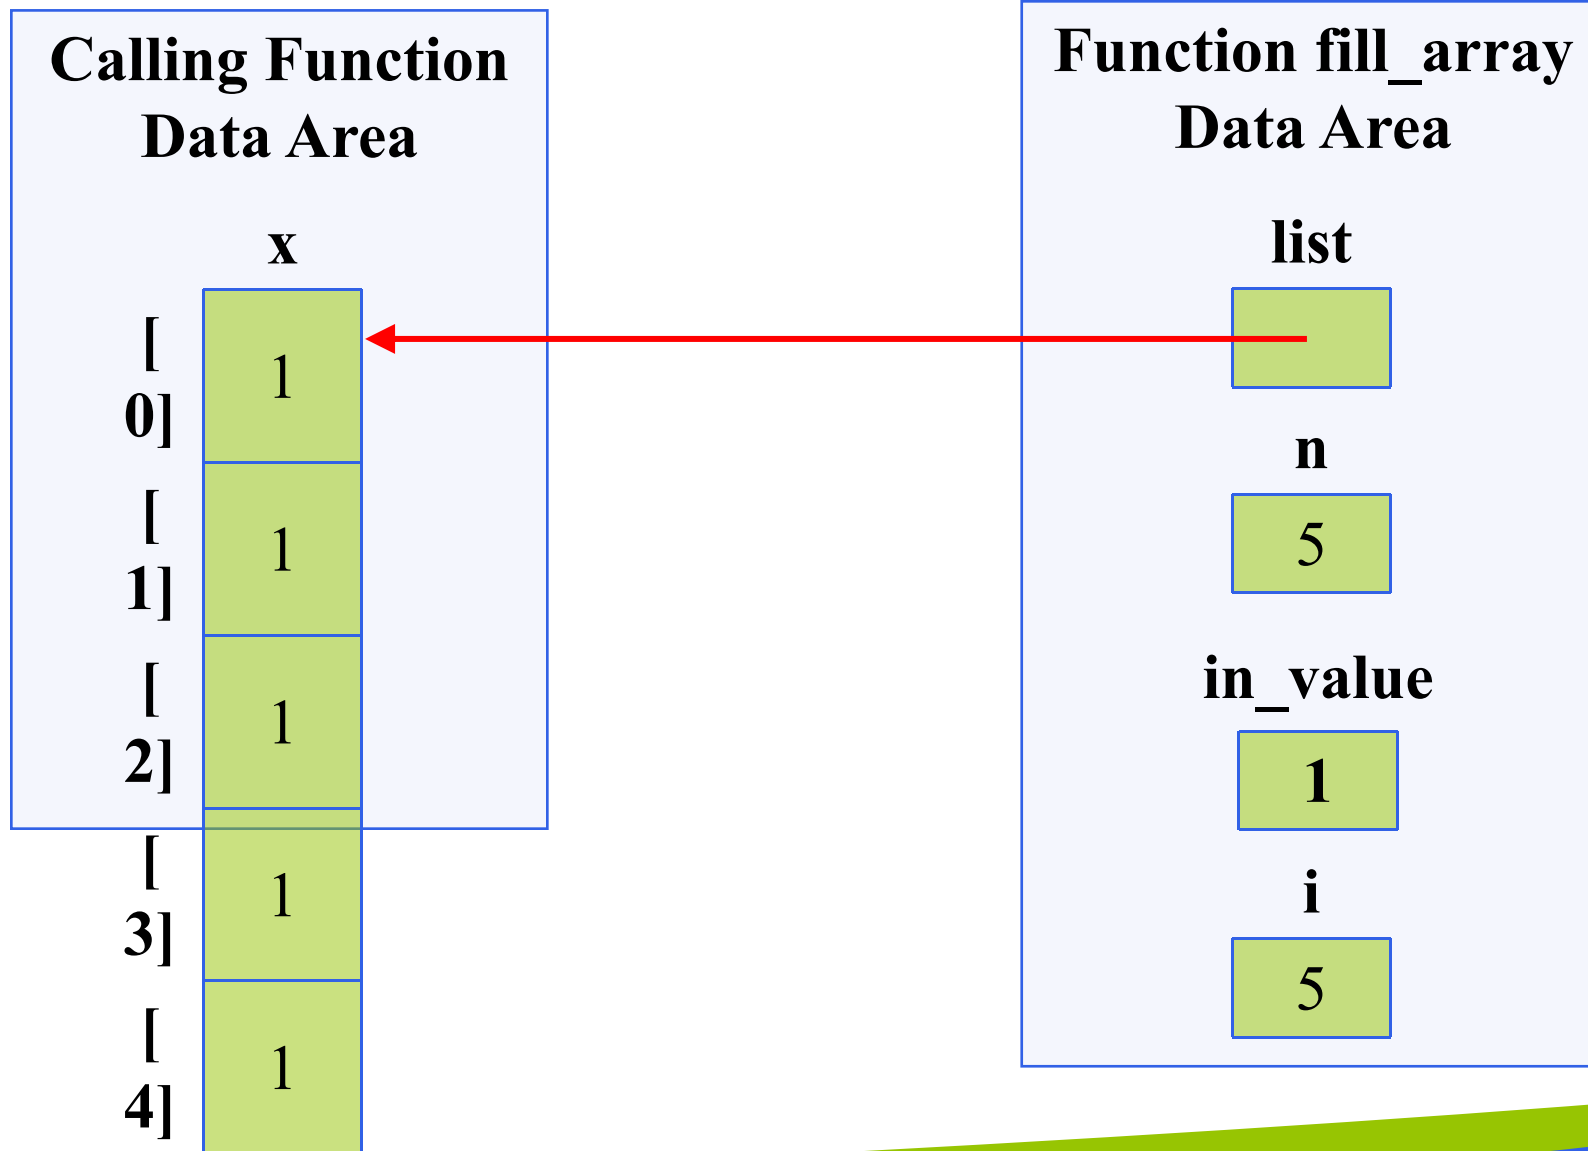 Calling Function
Data Area
x
[
0]
1
[
1]
1
[
2]
1
[
3]
1
[
4]
1
Function fill_array
Data Area
list
n
5
in_value
1
i
5